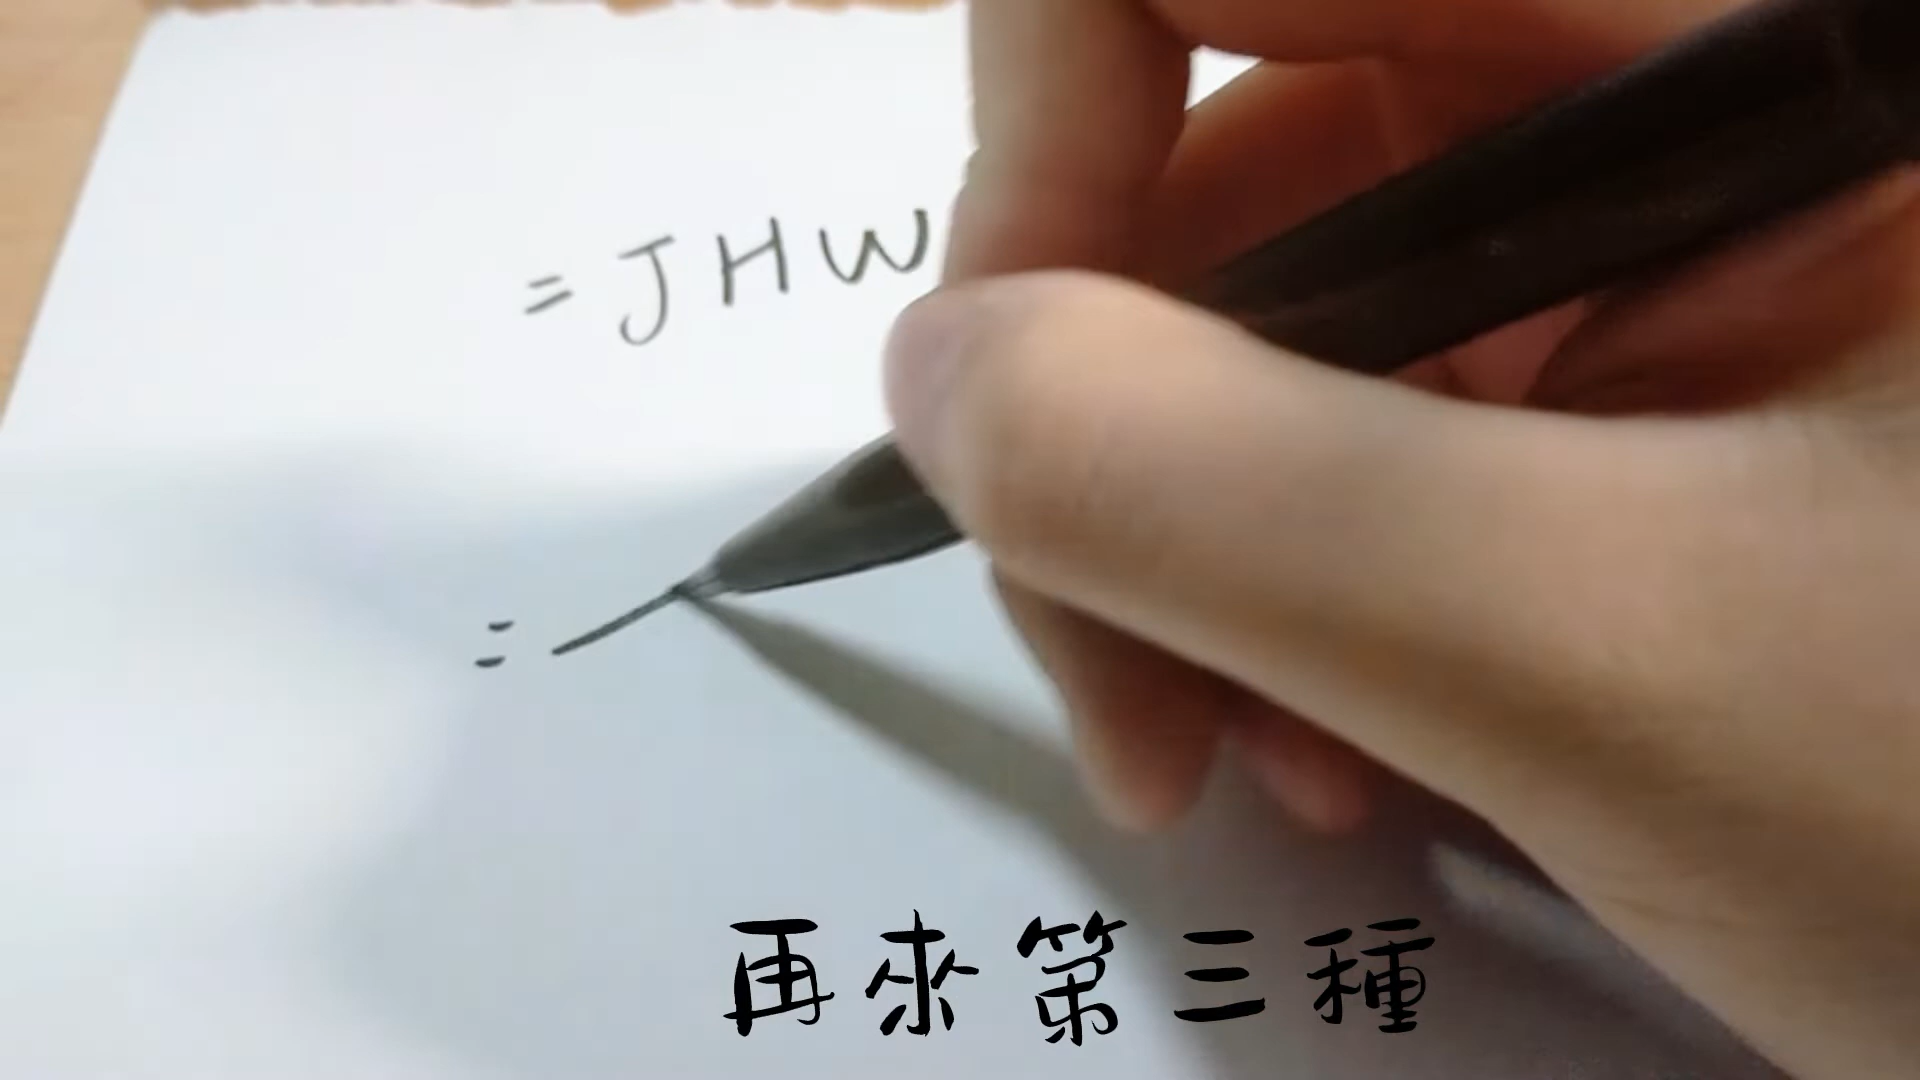 = JHW
=
再來第三種